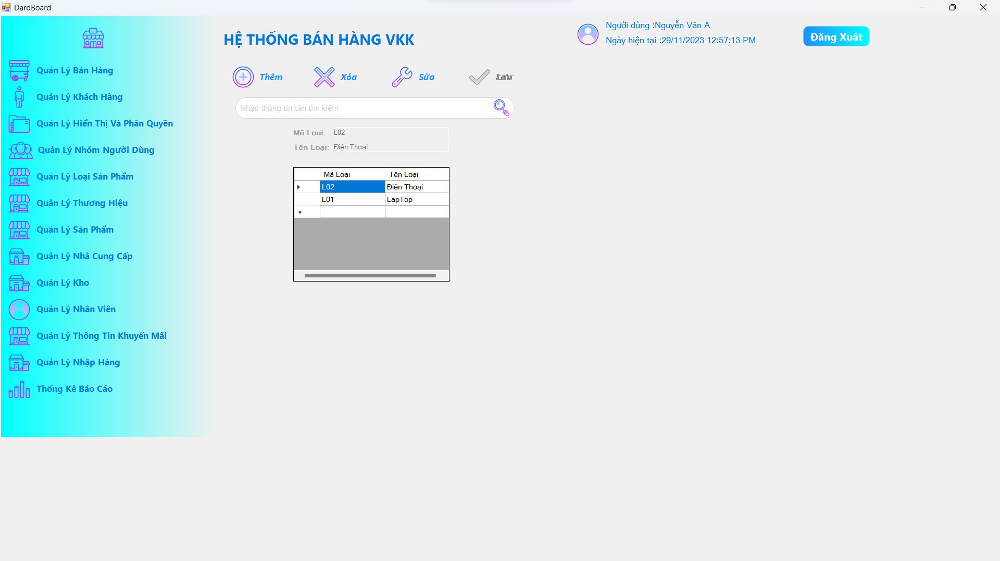 DardBoard
Quản Lý Bán Hàng
Quản Lý Khách Hàng
Quản Lý Hiển Thị Và Phân Quyền
Quản Lý Nhóm Người Dùng
Quản Lý Loại Sản Phẩm
Quản Lý Thương Hiệu
Quản Lý Sản Phẩm
Quản Lý Nhà Cung Cấp
Quản Lý Kho
Quản Lý Nhân Viên
Quản Lý Thông Tin Khuyến Mãi
Quản Lý Nhập Hàng
Thống Kê Báo Cáo
HỆ THỐNG BÁN HÀNG VKK
Người dùng :Nguyễn Văn A
Ngày hiện tại :29/11/2023 12:57:13 PM
Đăng Xuất
Thêm Xóa Sửa Lưu
Nhập thông tin cần tìm kiếm
Mã Loại: L02
Tên Loại: Điện Thoại
Mã Loại Tên Loại
L02 Điện Thoại
L01 LapTop